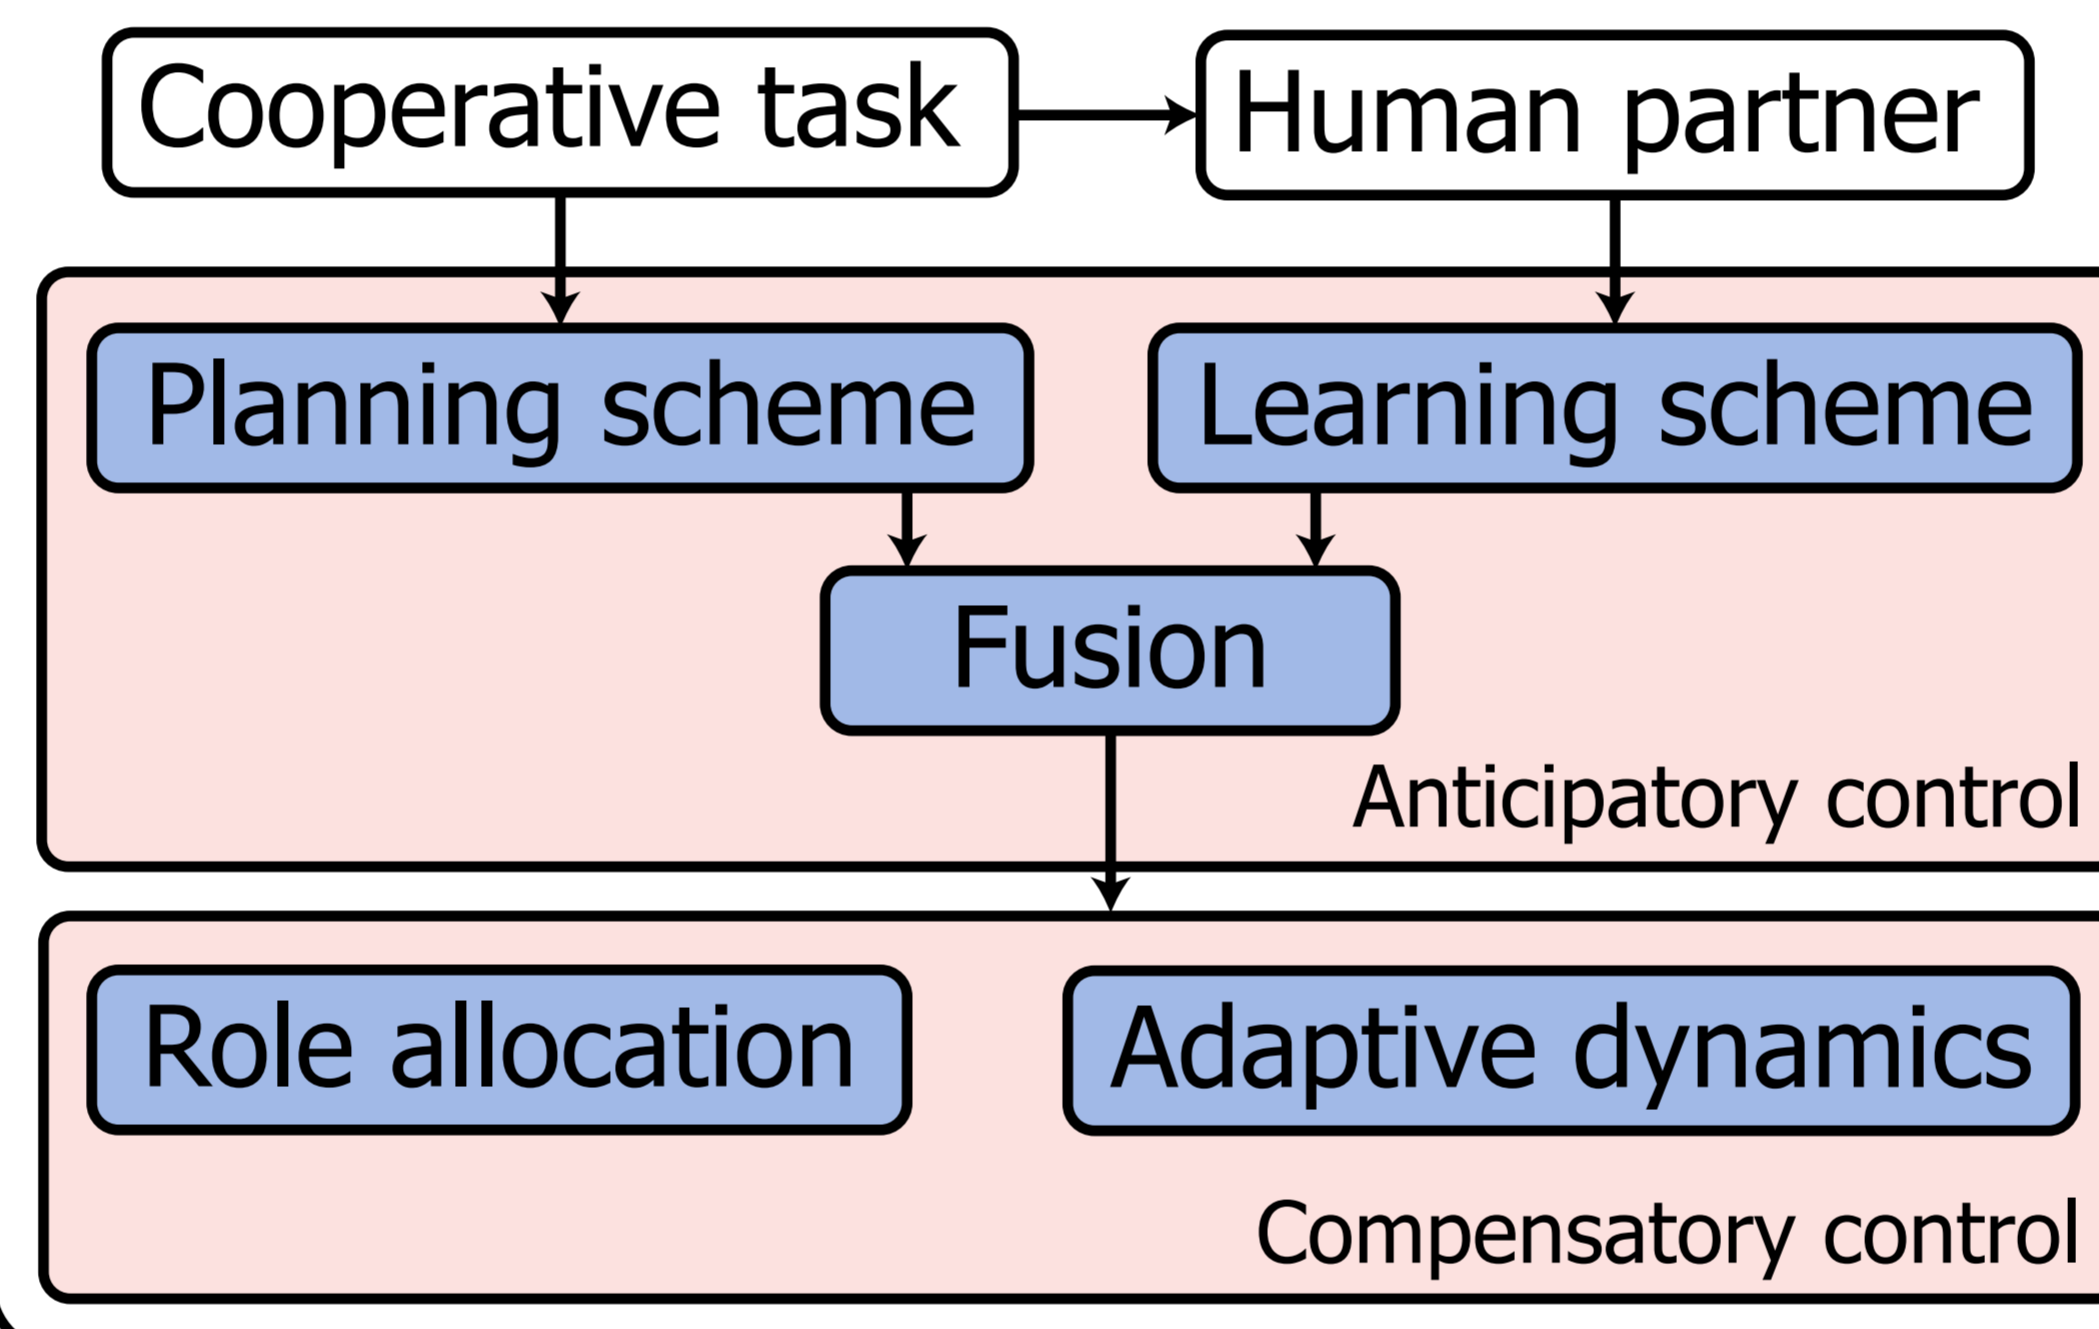 Cooperative task
Human partner
Planning scheme
Learning scheme
Fusion
Anticipatory control
Role allocation
Adaptive dynamics
Compensatory control